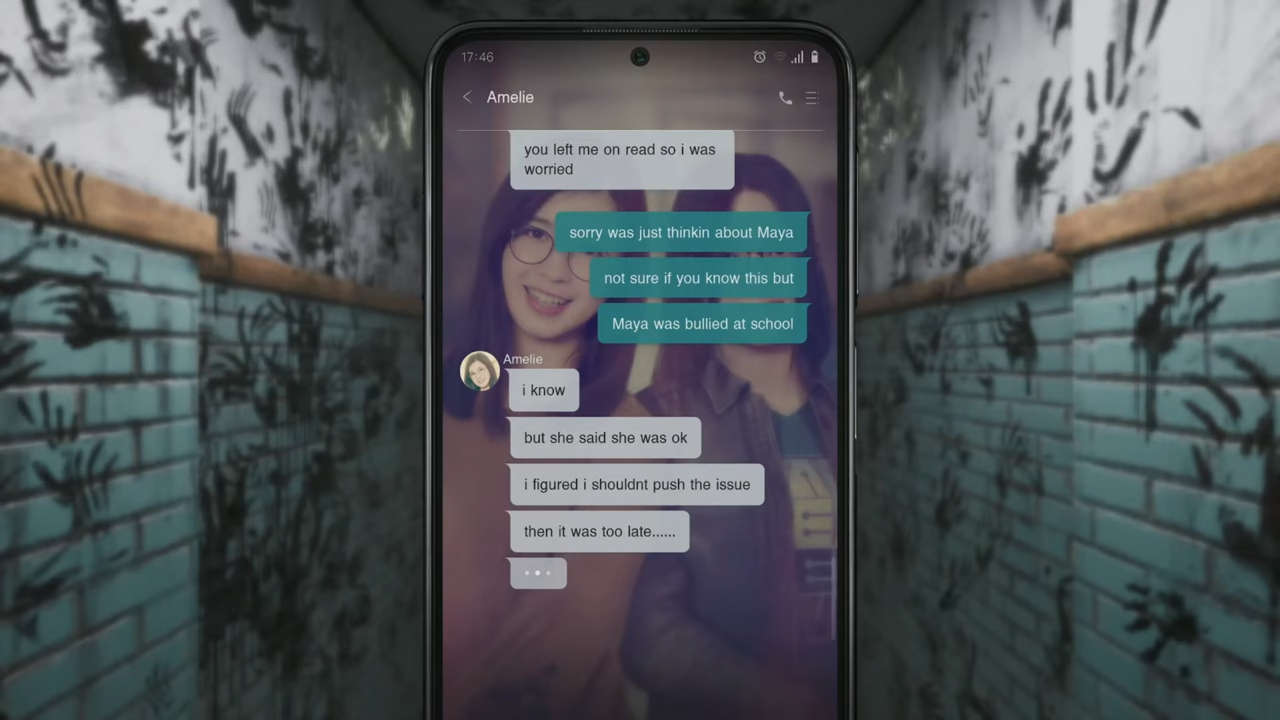 17:46
Amelie
you left me on read so i was
worried
sorry was just thinkin about Maya
not sure if you know this but
Maya was bullied at school
Amelie
i know
but she said she was ok
i figured i shouldnt push the issue
then it was too late......